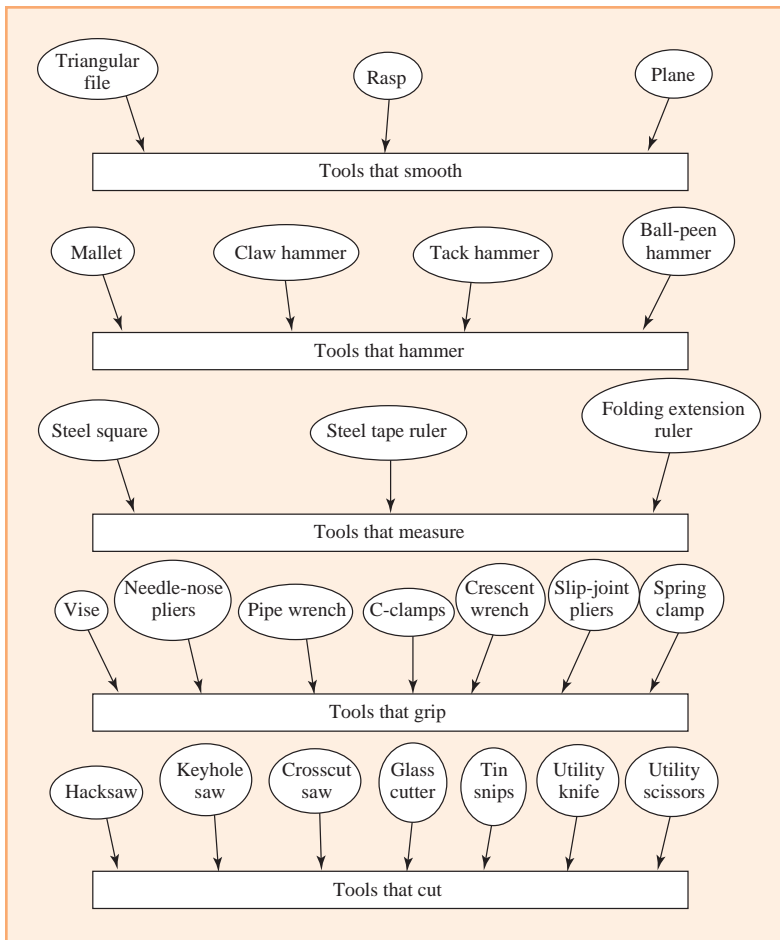 Triangular
file
Rasp
Plane
Tools that smooth
Mallet
Claw hammer
Tack hammer
Ball-peen
hammer
Tools that hammer
Steel square
Steel tape ruler
Folding extension
ruler
Tools that measure
Vise
Needle-nose
pliers
Pipe wrench
C-clamps
Crescent
wrench
Slip-joint
pliers
Spring
clamp
Tools that grip
Hacksaw
Keyhole
saw
Crosscut
saw
Glass
cutter
Tin
snips
Utility
knife
Utility
scissors
Tools that cut